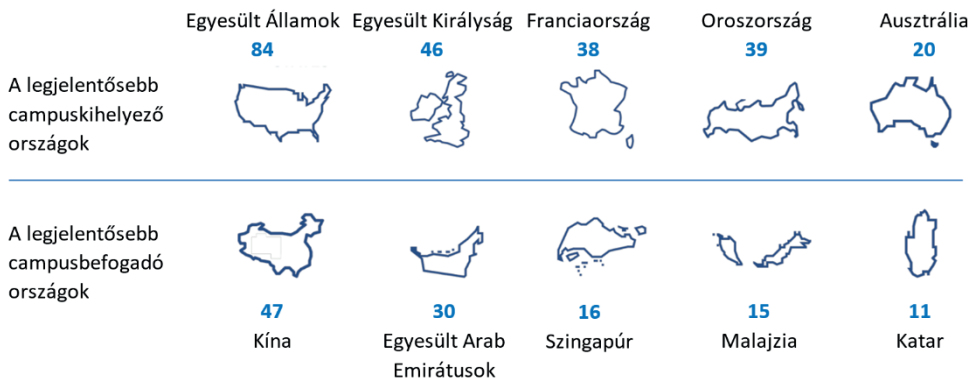 Egyesült Államok Egyesült Királyság Franciaország Oroszország Ausztrália
84 46 38 39 20
A legjelentősebb
campuskihelyező
országok
A legjelentősebb
campusbefogadó
országok
47 30 16 15 11
Kína Egyesült Arab Szingapúr Malajzia Katar
Emirátusok